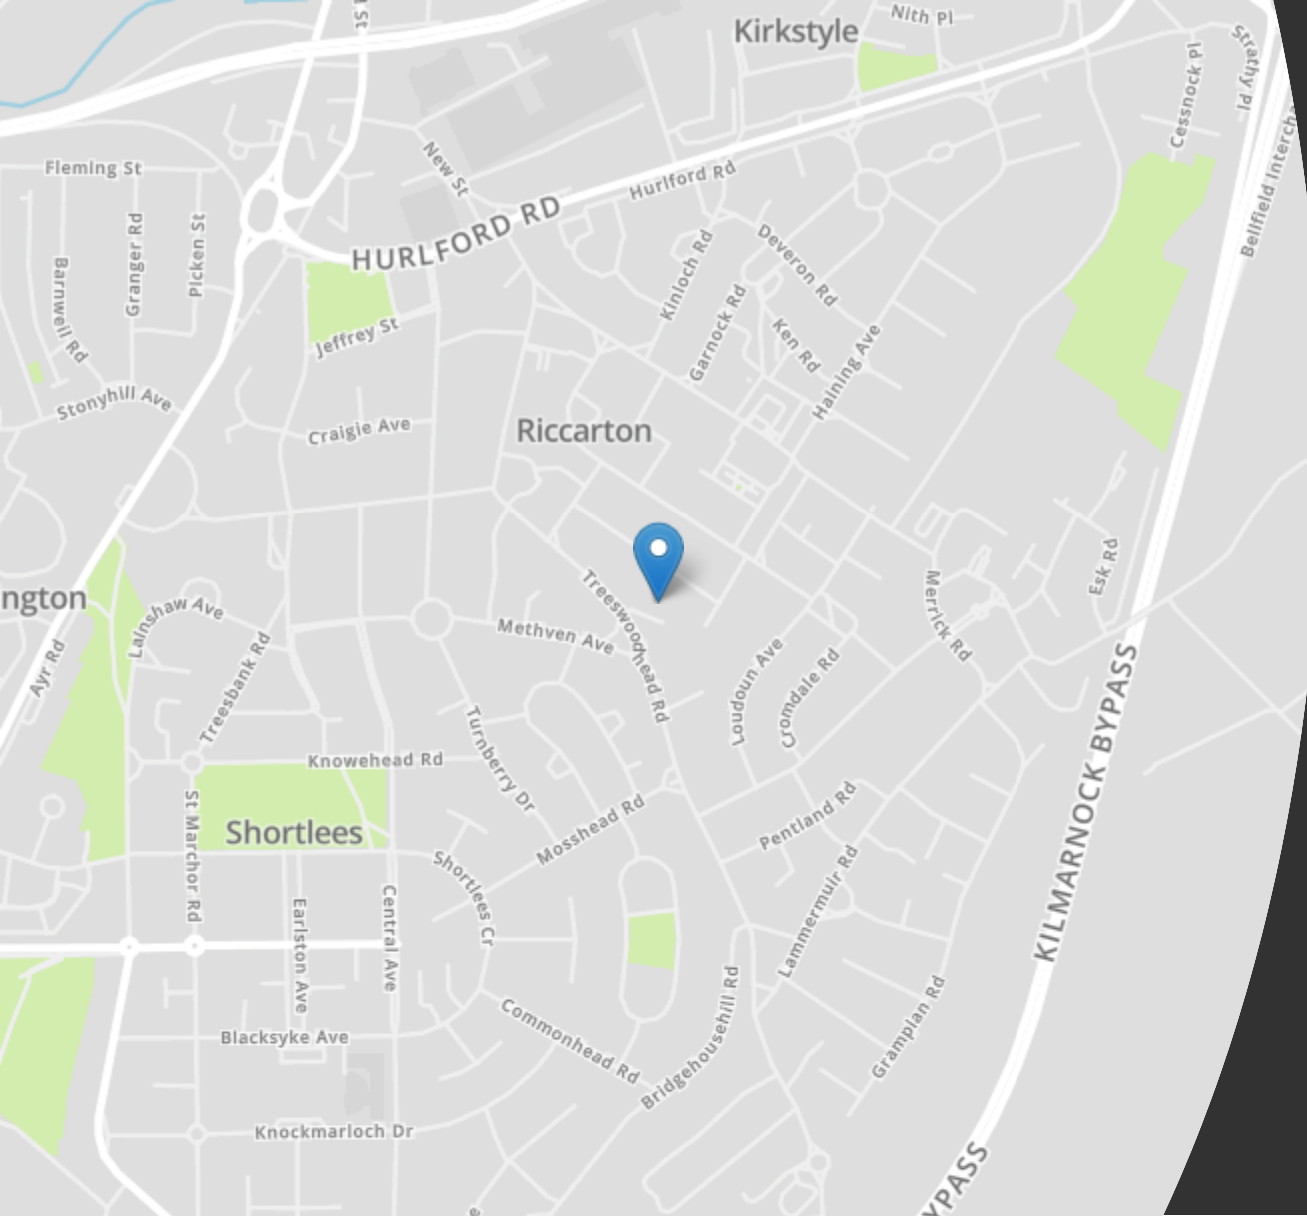 St
Kirkstyle
Nith Pl
Strathy Pl
Cessnock Pl
Bellfield Interch
New St
Fleming St
Hurlford Rd
HURLFORD RD
Granger Rd
Picken St
Barnweil Rd
Deveron Rd
Kinloch Rd
Garnock Rd
Ken Rd
Haining Ave
Jeffrey St
Stonyhill Ave
Craigie Ave
Riccarton
Esk Rd
Merrick Rd
ngton
Lainshaw Ave
Treeswoodhead Rd
Methven Ave
Ayr Rd
Treesbank Rd
Loudoun Ave
Cromdale Rd
KILMARNOCK BYPASS
Turnberry Dr
Knowehead Rd
Mosshead Rd
Pentland Rd
St Marchor Rd
Shortlees
Shortlees Cr
Lammermuir Rd
Earlston Ave
Central Ave
Commonhead Rd
Bridgehousehill Rd
Grampian Rd
Blacksyke Ave
Knockmarloch Dr
YPASS
e